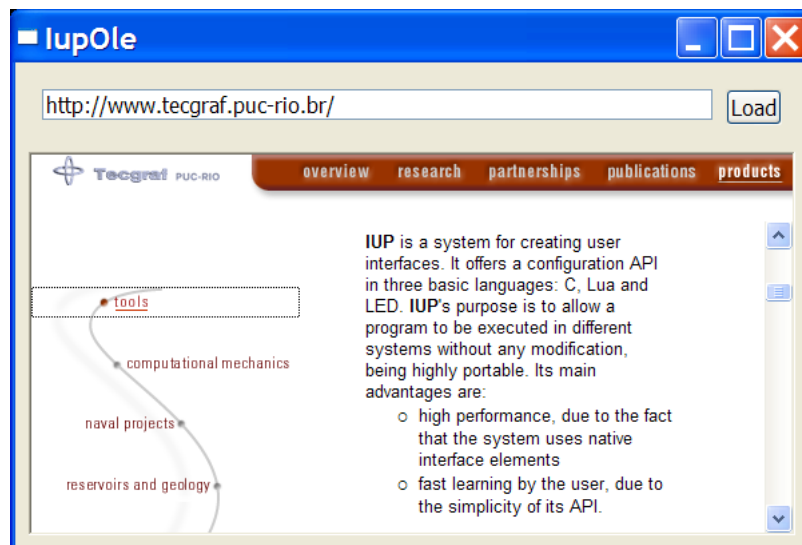 IupOle
http://www.tecgraf.puc-rio.br/ Load
Tecgraf PUC-RIO overview research partnerships publications products
tools
computational mechanics
naval projects
reservoirs and geology
IUP is a system for creating user
interfaces. It offers a configuration API
in three basic languages: C, Lua and
LED. IUP's purpose is to allow a
program to be executed in different
systems without any modification,
being highly portable. Its main
advantages are:
o high performance, due to the fact
that the system uses native
interface elements
o fast learning by the user, due to
the simplicity of its API.